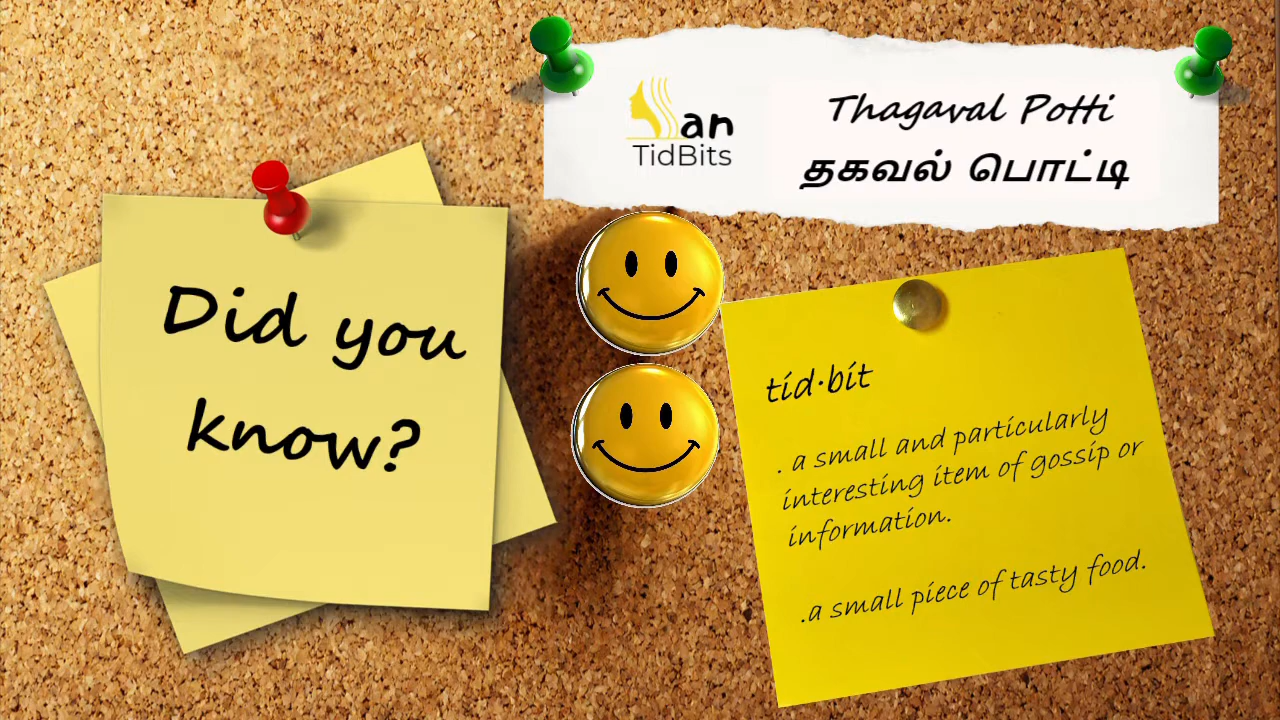 an
TidBits
Thagaval Potti
தகவல் பொட்டி
Did you
know?
tid·bit
. a small and particularly
interesting item of gossip or
information.
.a small piece of tasty food.